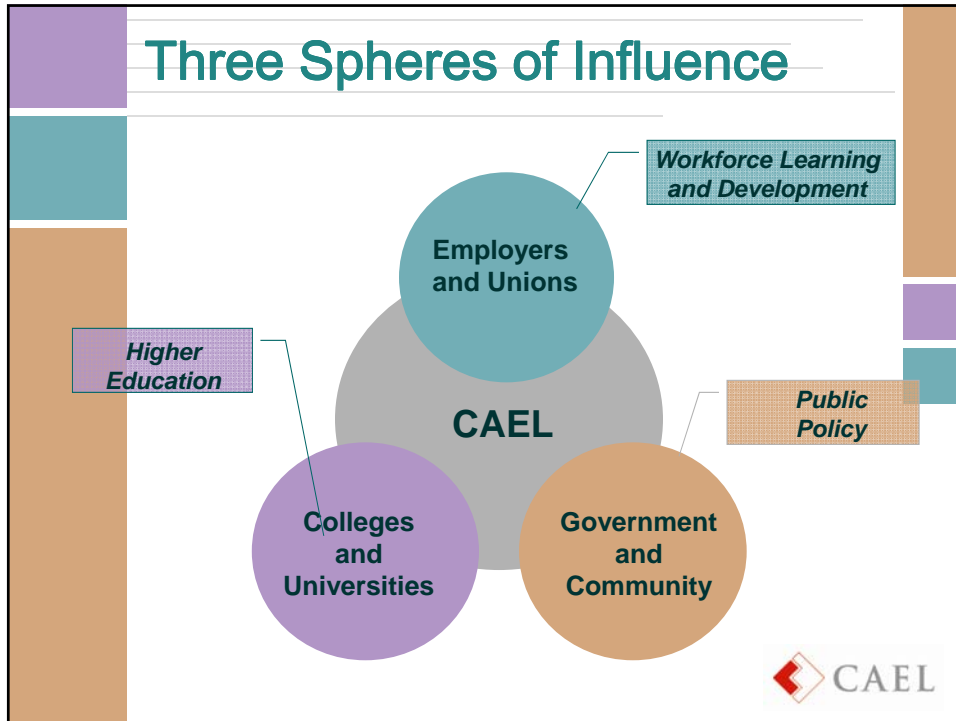 Three Spheres of Influence
Workforce Learning
and Development
Employers
and Unions
Higher
Education
CAEL
Public
Policy
Colleges
and
Universities
Government
and
Community
CAEL